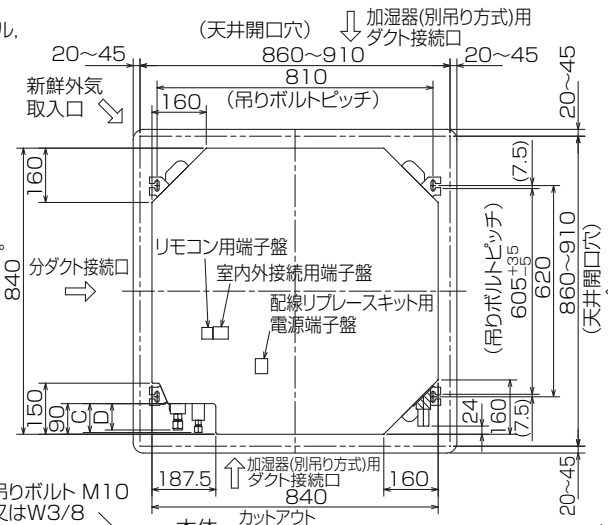 ル,
(天井開口穴)
加湿器(別吊り方式)用
ダクト接続口
20〜45
860〜910
20〜45
810
(吊りボルトピッチ)
新鮮外気
取入口
160
20〜45
160
(7.5)
840
リモコン用端子盤
室内外接続用端子盤
配線リプレースキット用
電源端子盤
分ダクト接続口
(吊りボルトピッチ)
605 +35 −5
620
860〜910
(天井開口穴)
150
90
C
D
24
160
(7.5)
187.5
加湿器(別吊り方式)用
ダクト接続口
160
840
20〜45
吊りボルト M10
又はW3/8
カットアウト
本体